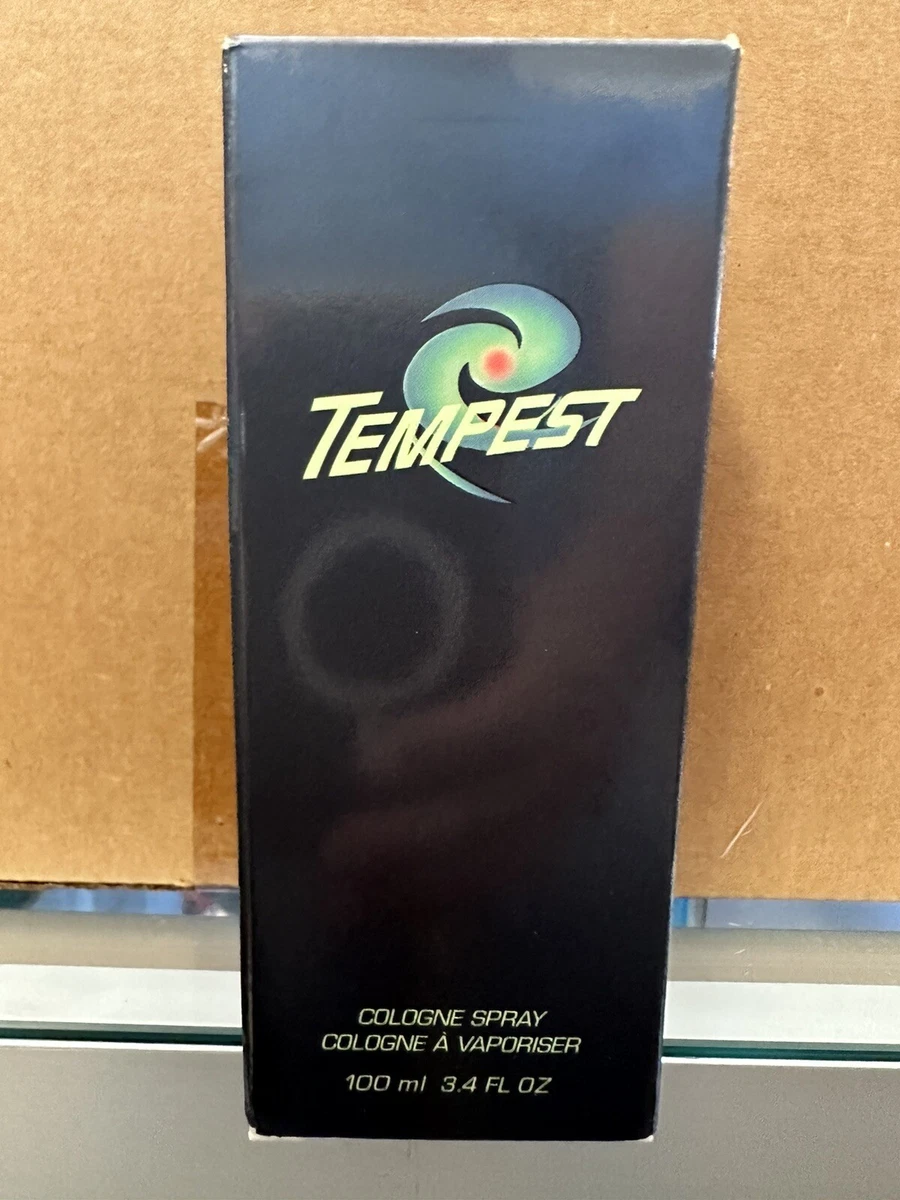 TEMPEST
COLOGNE SPRAY
COLOGNE À VAPORISER
100 ml 3.4 FL OZ